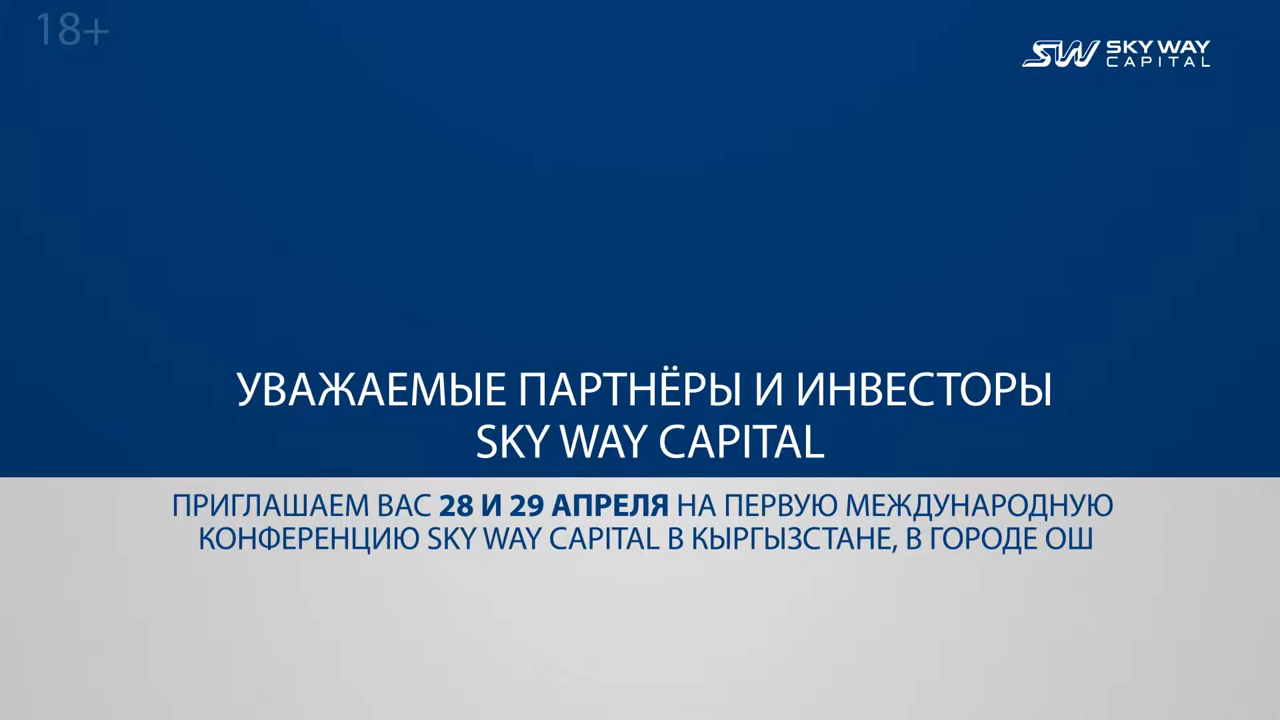 18+
SKY WAY
CAPITAL
УВАЖАЕМЫЕ ПАРТНЁРЫ И ИНВЕСТОРЫ
SKY WAY CAPITAL
ПРИГЛАШАЕМ ВАС 28 И 29 АПРЕЛЯ НА ПЕРВУЮ МЕЖДУНАРОДНУЮ
КОНФЕРЕНЦИЮ SKY WAY CAPITAL В КЫРГЫЗСТАНЕ, В ГОРОДЕ ОШ